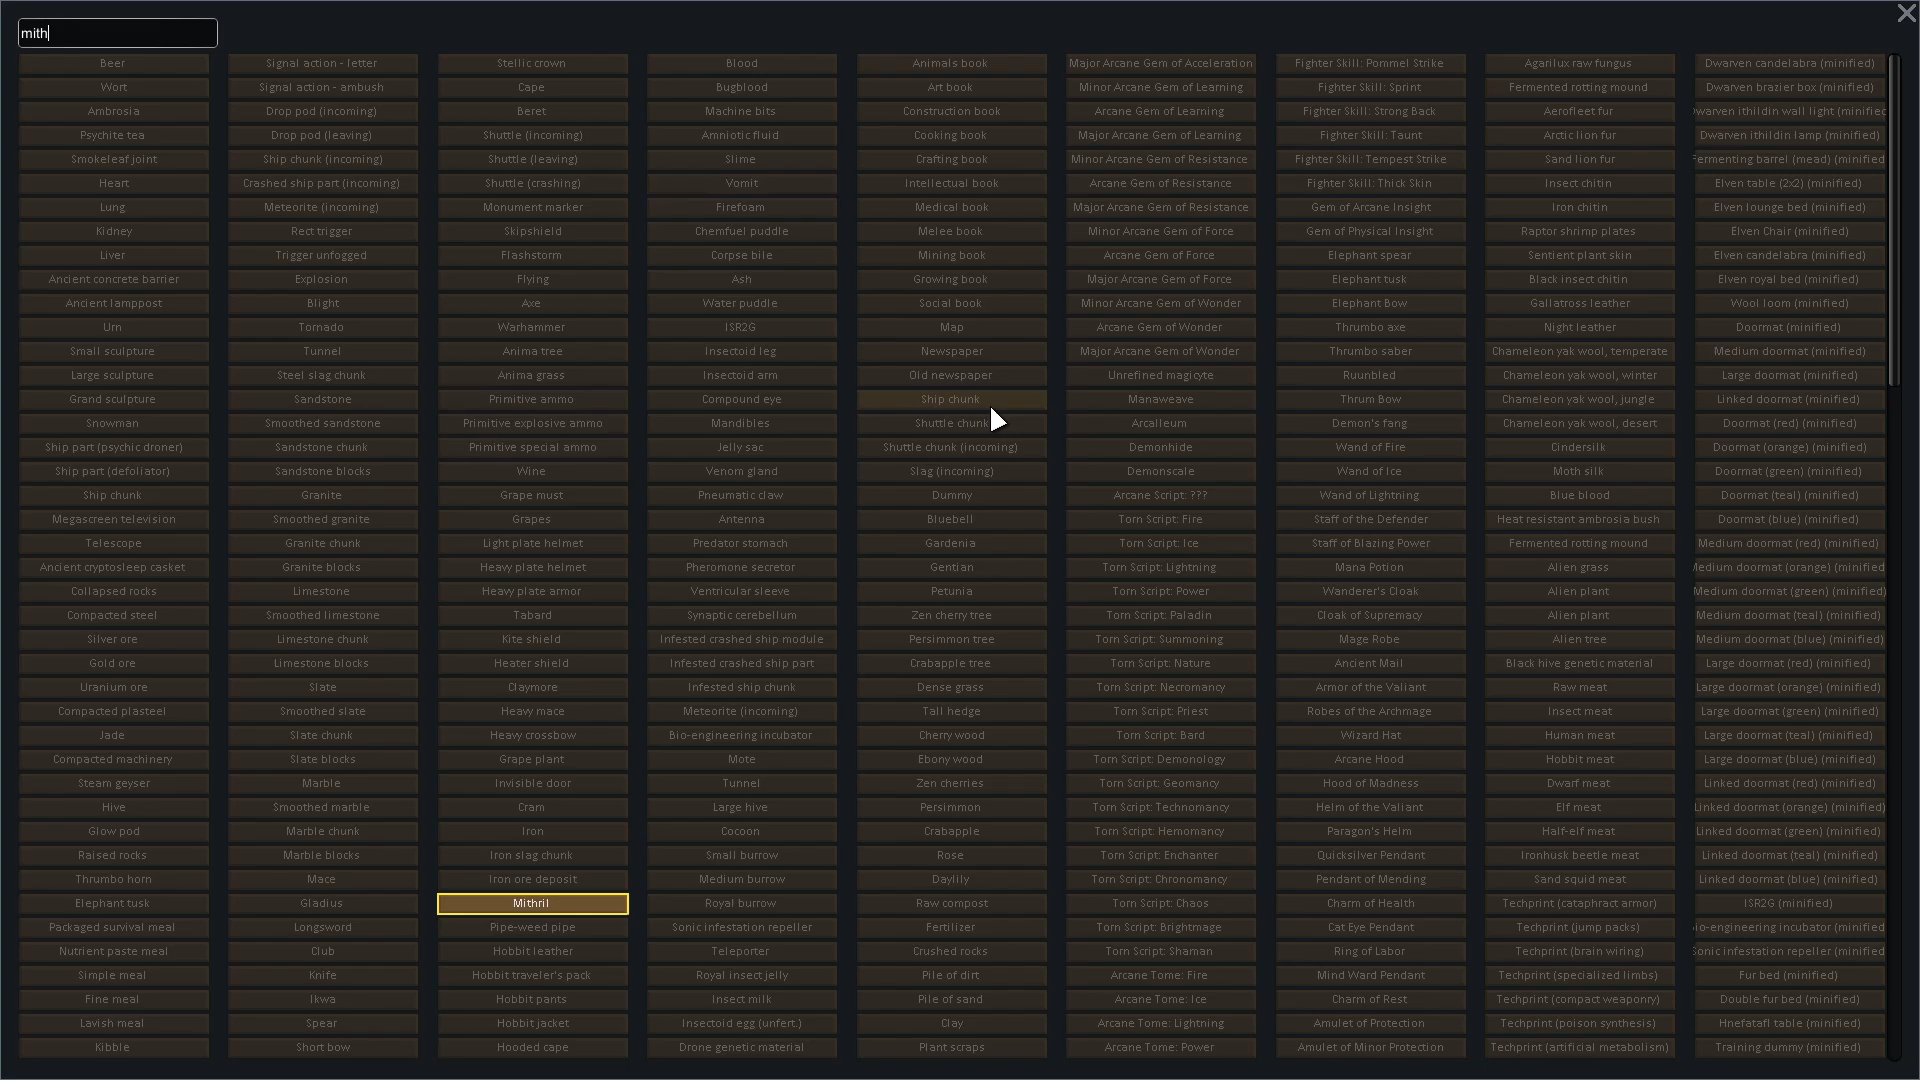 mith
Beer
Wort
Ambrosia
Psychite tea
Smokeleaf joint
Heart
Lung
Kidney
Liver
Ancient concrete barrier
Ancient lamppost
Urn
Small sculpture
Large sculpture
Grand sculpture
Snowman
Ship part (psychic droner)
Ship part (defoliator)
Ship chunk
Megascreen television
Telescope
Ancient cryptosleep casket
Collapsed rocks
Compacted steel
Silver ore
Gold ore
Uranium ore
Compacted plasteel
Jade
Compacted machinery
Steam geyser
Hive
Glow pod
Raised rocks
Thrumbo horn
Elephant tusk
Packaged survival meal
Nutrient paste meal
Simple meal
Fine meal
Lavish meal
Kibble
Signal action - letter
Signal action - ambush
Drop pod (incoming)
Drop pod (leaving)
Ship chunk (incoming)
Crashed ship part (incoming)
Meteorite (incoming)
Rect trigger
Trigger unfogged
Explosion
Blight
Tornado
Tunnel
Steel slag chunk
Sandstone
Smoothed sandstone
Sandstone chunk
Sandstone blocks
Granite
Smoothed granite
Granite chunk
Granite blocks
Limestone
Smoothed limestone
Limestone chunk
Limestone blocks
Slate
Smoothed slate
Slate chunk
Slate blocks
Marble
Smoothed marble
Marble chunk
Marble blocks
Mace
Gladius
Longsword
Club
Knife
Ikwa
Spear
Short bow
Stellic crown
Cape
Beret
Shuttle (incoming)
Shuttle (leaving)
Shuttle (crashing)
Monument marker
Skipshield
Flashstorm
Flying
Axe
Warhammer
Anima tree
Anima grass
Primitive ammo
Primitive explosive ammo
Primitive special ammo
Wine
Grape must
Grapes
Light plate helmet
Heavy plate helmet
Heavy plate armor
Tabard
Kite shield
Heater shield
Claymore
Heavy mace
Heavy crossbow
Grape plant
Invisible door
Cram
Iron
Iron slag chunk
Iron ore deposit
Mithril
Pipe-weed pipe
Hobbit leather
Hobbit traveler's pack
Hobbit pants
Hobbit jacket
Hooded cape
Blood
Bugblood
Machine bits
Amniotic fluid
Slime
Vomit
Firefoam
Chemfuel puddle
Corpse bile
Ash
Water puddle
ISR2G
Insectoid leg
Insectoid arm
Compound eye
Mandibles
Jelly sac
Venom gland
Pneumatic claw
Antenna
Predator stomach
Pheromone secretor
Ventricular sleeve
Synaptic cerebellum
Infested crashed ship module
Infested crashed ship part
Infested ship chunk
Meteorite (incoming)
Bio-engineering incubator
Mote
Tunnel
Large hive
Cocoon
Small burrow
Medium burrow
Royal burrow
Sonic infestation repeller
Teleporter
Royal insect jelly
Insect milk
Insectoid egg (unfert.)
Drone genetic material
Animals book
Art book
Construction book
Cooking book
Crafting book
Intellectual book
Medical book
Melee book
Mining book
Growing book
Social book
Map
Newspaper
Old newspaper
Ship chunk
Shuttle chunk
Shuttle chunk (incoming)
Slag (incoming)
Dummy
Bluebell
Gardenia
Gentian
Petunia
Zen cherry tree
Persimmon tree
Crabapple tree
Dense grass
Tall hedge
Cherry wood
Ebony wood
Zen cherries
Persimmon
Crabapple
Rose
Daylily
Raw compost
Fertilizer
Crushed rocks
Pile of dirt
Pile of sand
Clay
Plant scraps
Major Arcane Gem of Acceleration
Minor Arcane Gem of Learning
Arcane Gem of Learning
Major Arcane Gem of Learning
Minor Arcane Gem of Resistance
Arcane Gem of Resistance
Major Arcane Gem of Resistance
Minor Arcane Gem of Force
Arcane Gem of Force
Major Arcane Gem of Force
Minor Arcane Gem of Wonder
Arcane Gem of Wonder
Major Arcane Gem of Wonder
Unrefined magicyte
Manaweave
Arcalleum
Demonhide
Demonscale
Arcane Script: ???
Torn Script: Fire
Torn Script: Ice
Torn Script: Lightning
Torn Script: Power
Torn Script: Paladin
Torn Script: Summoning
Torn Script: Nature
Torn Script: Necromancy
Torn Script: Priest
Torn Script: Bard
Torn Script: Demonology
Torn Script: Geomancy
Torn Script: Technomancy
Torn Script: Hemomancy
Torn Script: Enchanter
Torn Script: Chronomancy
Torn Script: Chaos
Torn Script: Brightmage
Torn Script: Shaman
Arcane Tome: Fire
Arcane Tome: Ice
Arcane Tome: Lightning
Arcane Tome: Power
Fighter Skill: Pommel Strike
Fighter Skill: Sprint
Fighter Skill: Strong Back
Fighter Skill: Taunt
Fighter Skill: Tempest Strike
Fighter Skill: Thick Skin
Gem of Arcane Insight
Gem of Physical Insight
Elephant spear
Elephant tusk
Elephant Bow
Thrumbo axe
Thrumbo saber
Ruunbled
Thrum Bow
Demon's fang
Wand of Fire
Wand of Ice
Wand of Lightning
Staff of the Defender
Staff of Blazing Power
Mana Potion
Wanderer's Cloak
Cloak of Supremacy
Mage Robe
Ancient Mail
Armor of the Valiant
Robes of the Archmage
Wizard Hat
Arcane Hood
Hood of Madness
Helm of the Valiant
Paragon's Helm
Quicksilver Pendant
Pendant of Mending
Charm of Health
Cat Eye Pendant
Ring of Labor
Mind Ward Pendant
Charm of Rest
Amulet of Protection
Amulet of Minor Protection
Agarilux raw fungus
Fermented rotting mound
Aerofleet fur
Arctic lion fur
Sand lion fur
Insect chitin
Iron chitin
Raptor shrimp plates
Sentient plant skin
Black insect chitin
Gallatross leather
Night leather
Chameleon yak wool, temperate
Chameleon yak wool, winter
Chameleon yak wool, jungle
Chameleon yak wool, desert
Cindersilk
Moth silk
Blue blood
Heat resistant ambrosia bush
Fermented rotting mound
Alien grass
Alien plant
Alien plant
Alien tree
Black hive genetic material
Raw meat
Insect meat
Human meat
Hobbit meat
Dwarf meat
Elf meat
Half-elf meat
Ironhusk beetle meat
Sand squid meat
Techprint (cataphract armor)
Techprint (jump packs)
Techprint (brain wiring)
Techprint (specialized limbs)
Techprint (compact weaponry)
Techprint (poison synthesis)
Techprint (artificial metabolism)
Dwarven candelabra (minified)
Dwarven brazier box (minified)
warven ithildin wall light (minified
Dwarven ithildin lamp (minified)
Fermenting barrel (mead) (minified
Elven table (2x2) (minified)
Elven lounge bed (minified)
Elven Chair (minified)
Elven candelabra (minified)
Elven royal bed (minified)
Wool loom (minified)
Doormat (minified)
Medium doormat (minified)
Large doormat (minified)
Linked doormat (minified)
Doormat (red) (minified)
Doormat (orange) (minified)
Doormat (green) (minified)
Doormat (teal) (minified)
Doormat (blue) (minified)
Medium doormat (red) (minified)
Medium doormat (orange) (minified
Medium doormat (green) (minified)
Medium doormat (teal) (minified)
Medium doormat (blue) (minified)
Large doormat (red) (minified)
Large doormat (orange) (minified)
Large doormat (green) (minified)
Large doormat (teal) (minified)
Large doormat (blue) (minified)
Linked doormat (red) (minified)
Linked doormat (orange) (minified)
Linked doormat (green) (minified)
Linked doormat (teal) (minified)
Linked doormat (blue) (minified)
ISR2G (minified)
io-engineering incubator (minified
Sonic infestation repeller (minified
Fur bed (minified)
Double fur bed (minified)
Hnefatafl table (minified)
Training dummy (minified)